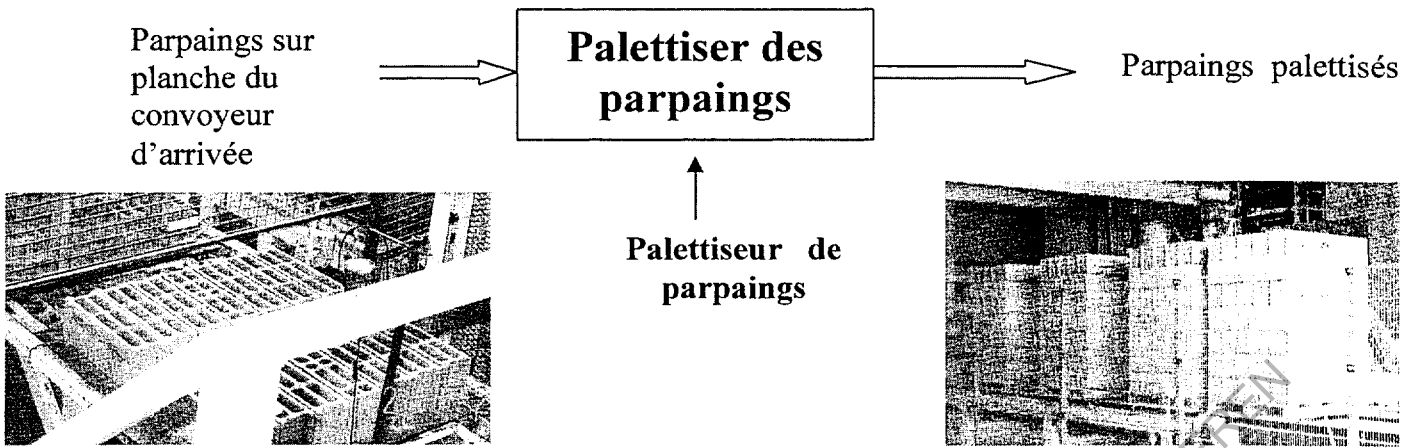 Parpaings sur
planche du
convoyeur
d'arrivée
Palettiser des
parpaings
Parpaings palettisés
Palettiseur de
parpaings